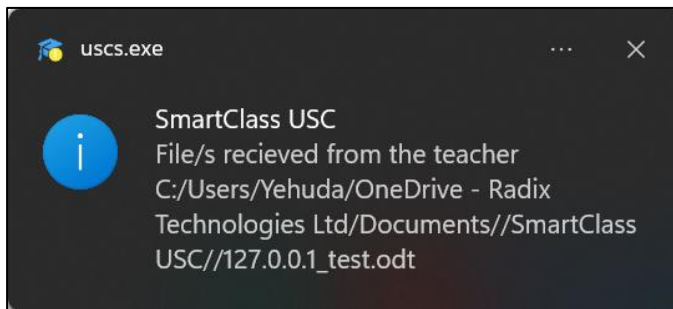 uscs.exe
SmartClass USC
File/s recieved from the teacher
C:/Users/Yehuda/OneDrive - Radix
Technologies Ltd/Documents//SmartClass
USC//127.0.0.1_test.odt